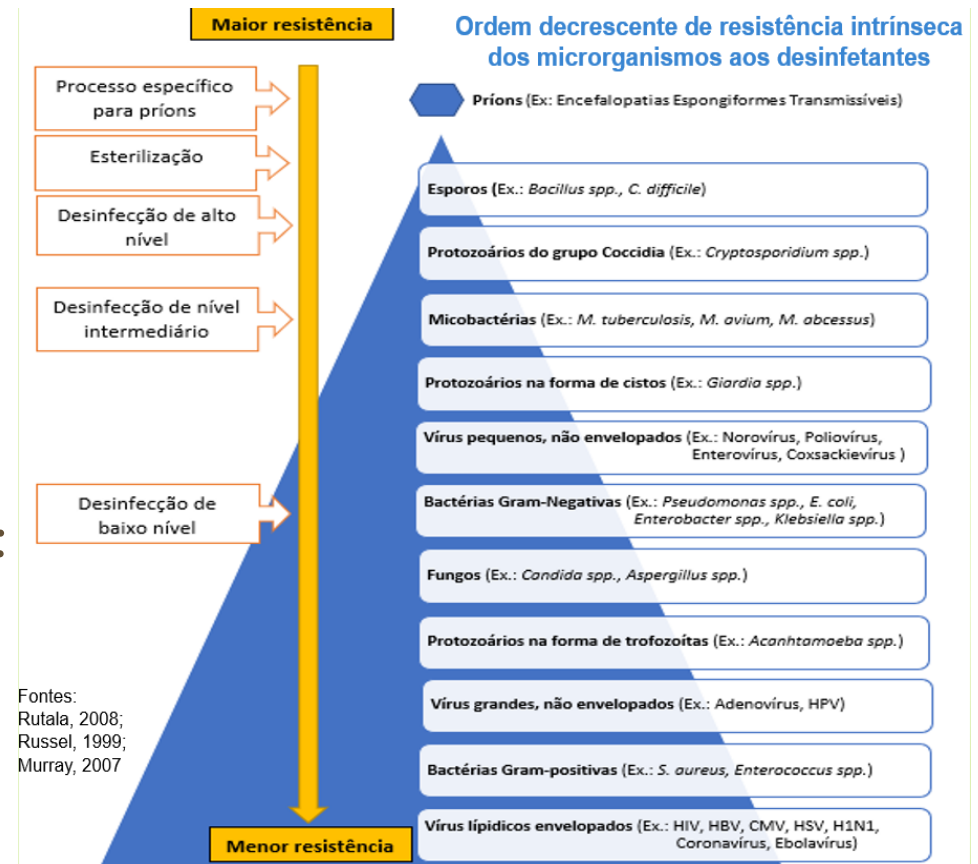 Maior resistência
Ordem decrescente de resistência intrínseca
dos microrganismos aos desinfetantes
Processo específico
para príons
Príons (Ex: Encefalopatias Espongiformes Transmissíveis)
Esterilização
Esporos (Ex.: Bacillus spp., C. difficile)
Desinfecção de alto
nível
Protozoários do grupo Coccidia (Ex.: Cryptosporidium spp.)
Desinfecção de nível
intermediário
Micobactérias (Ex.: M. tuberculosis, M. avium, M. abcessus)
Protozoários na forma de cistos (Ex.: Giardia spp.)
Vírus pequenos, não envelopados (Ex.: Norovírus, Poliovírus,
Enterovírus, Coxsackievírus )
Desinfecção de
baixo nível
Bactérias Gram-Negativas (Ex.: Pseudomonas spp., E. coli,
Enterobacter spp., Klebsiella spp.)
Fungos (Ex.: Candida spp., Aspergillus spp.)
Protozoários na forma de trofozoítas (Ex.: Acanhtamoeba spp.)
Fontes:
Rutala, 2008;
Russel, 1999;
Murray, 2007
Vírus grandes, não envelopados (Ex.: Adenovírus, HPV)
Bactérias Gram-positivas (Ex.: S. aureus, Enterococcus spp.)
Vírus lípidicos envelopados (Ex.: HIV, HBV, CMV, HSV, H1N1,
Coronavírus, Ebolavírus)
Menor resistência